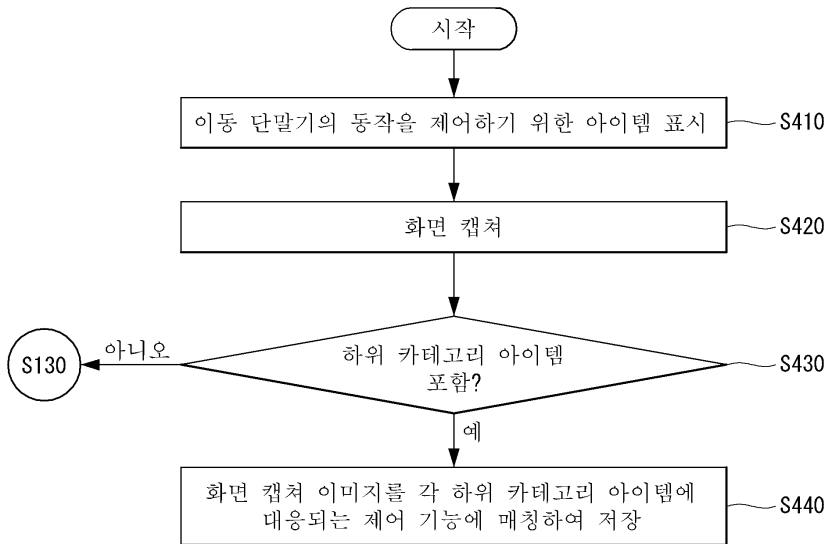 시작
이동 단말기의 동작을 제어하기 위한 아이템 표시
S410
화면 캡쳐
S420
하위 카테고리 아이템
포함?
S430
아니오
S130
예
화면 캡쳐 이미지를 각 하위 카테고리 아이템에
대응되는 제어 기능에 매칭하여 저장
S440